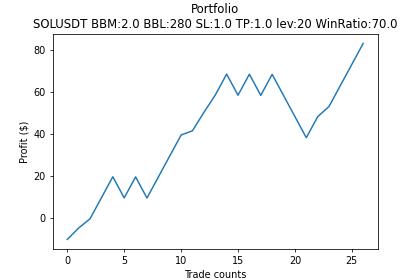 Portfolio
SOLUSDT BBM:2.0 BBL:280 SL:1.0 TP:1.0 lev:20 WinRatio:70.0
80
60
40
20
0
Profit ($)
0 5 10 15 20 25
Trade counts